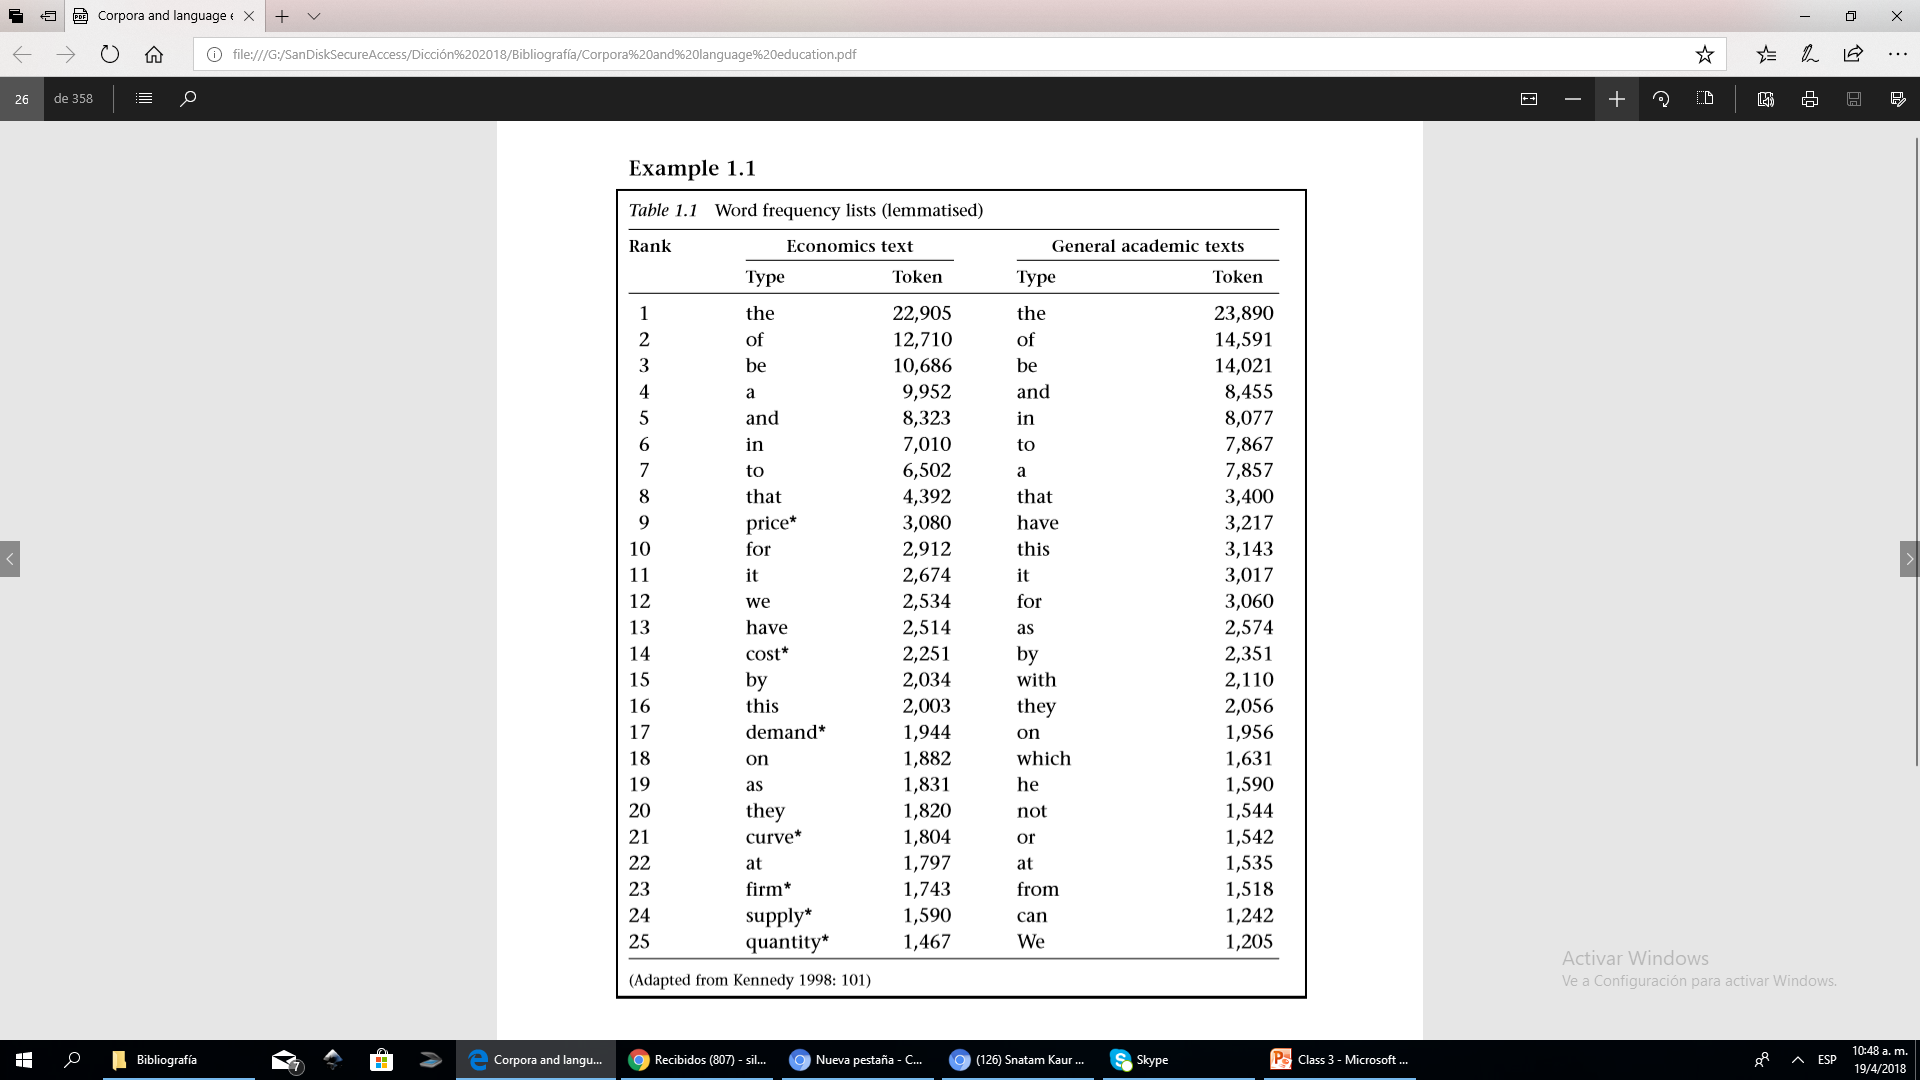 Corpora and language e
file:///G:/SanDiskSecureAccess/Dicción%202018/Bibliografía/Corpora%20and%20language%20education.pdf
26 de 358
Example 1.1
Table 1.1 Word frequency lists (lemmatised)
Rank Economics text General academic texts
Type Token Type Token
1 the 22,905 the 23,890
2 of 12,710 of 14,591
3 be 10,686 be 14,021
4 a 9,952 and 8,455
5 and 8,323 in 8,077
6 in 7,010 to 7,867
7 to 6,502 a 7,857
8 that 4,392 that 3,400
9 price* 3,080 have 3,217
10 for 2,912 this 3,143
11 it 2,674 it 3,017
12 we 2,534 for 3,060
13 have 2,514 as 2,574
14 cost* 2,251 by 2,351
15 by 2,034 with 2,110
16 this 2,003 they 2,056
17 demand* 1,944 on 1,956
18 on 1,882 which 1,631
19 as 1,831 he 1,590
20 they 1,820 not 1,544
21 curve* 1,804 or 1,542
22 at 1,797 at 1,535
23 firm* 1,743 from 1,518
24 supply* 1,590 can 1,242
25 quantity* 1,467 We 1,205
(Adapted from Kennedy 1998: 101)
Activar Windows
Ve a Configuración para activar Windows.
Bibliografía 7 Corpora and langu... Recibidos (807) - sil... Nueva pestaña - C... (126) Snatam Kaur ... Skype Class 3 - Microsoft ... ESP 10:48 a. m.
19/4/2018